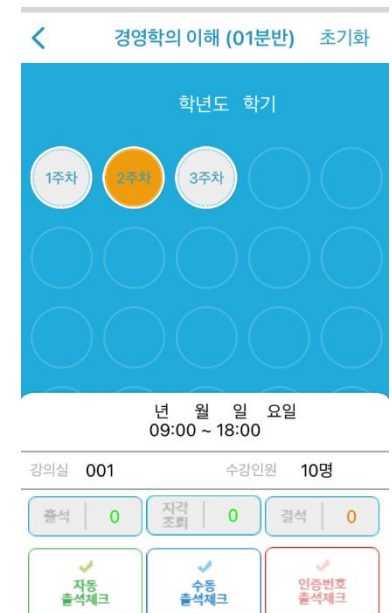 경영학의 이해 (01분반) 초기화
학년도 학기
1주차 2주차 3주차
년 월 일 요일
09:00 ~ 18:00
강의실 001 수강인원 10명
출석 0 지각 조퇴 0 결석 0
자동 수동 인증번호
출석체크 출석체크 출석체크